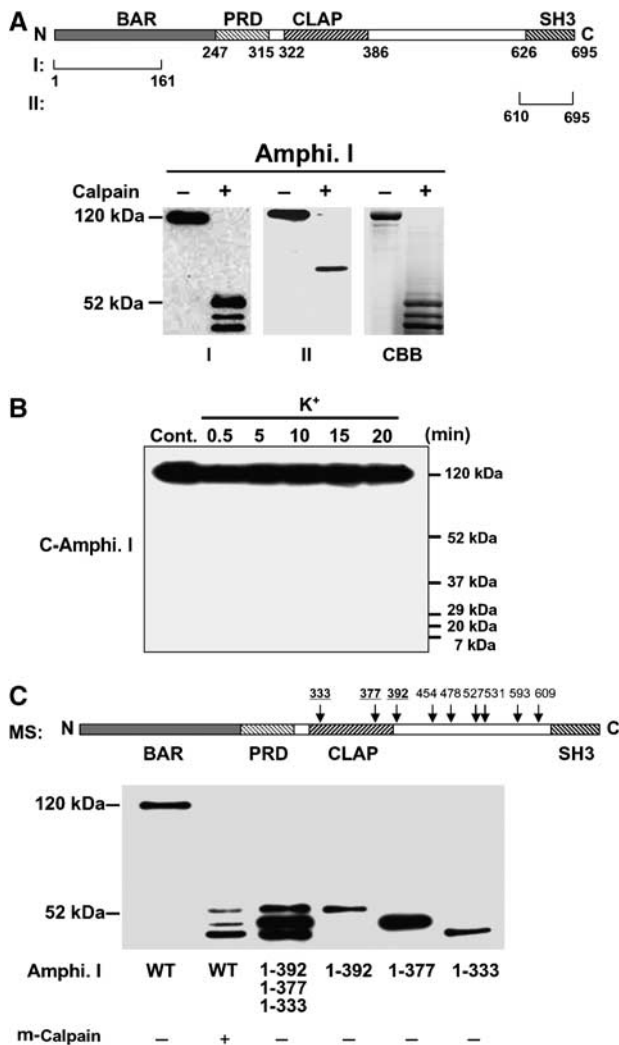 A
BAR PRD CLAP SH3
N C
247 315 322 386 626 695
I:
1 161
II:
610 695
Amphi. I
Calpain – + – + – +
120 kDa
52 kDa
I II CBB
B
K+
Cont. 0.5 5 10 15 20 (min)
120 kDa
C-Amphi. I
52 kDa
37 kDa
29 kDa
20 kDa
7 kDa
C
333 377 392 454 478 527 531 593 609
MS: N C
BAR PRD CLAP SH3
120 kDa
52 kDa
Amphi. I WT WT 1-392 1-392 1-377 1-333
1-377
1-333
m-Calpain – + – – – –